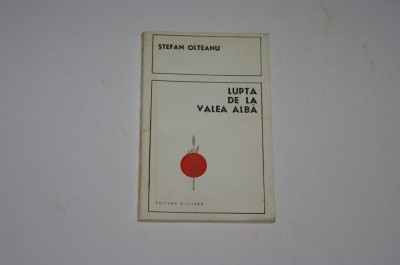 ȘTEFAN OLTEANU
LUPTA
DE LA
VALEA ALBĂ
EDITURA MILITARĂ